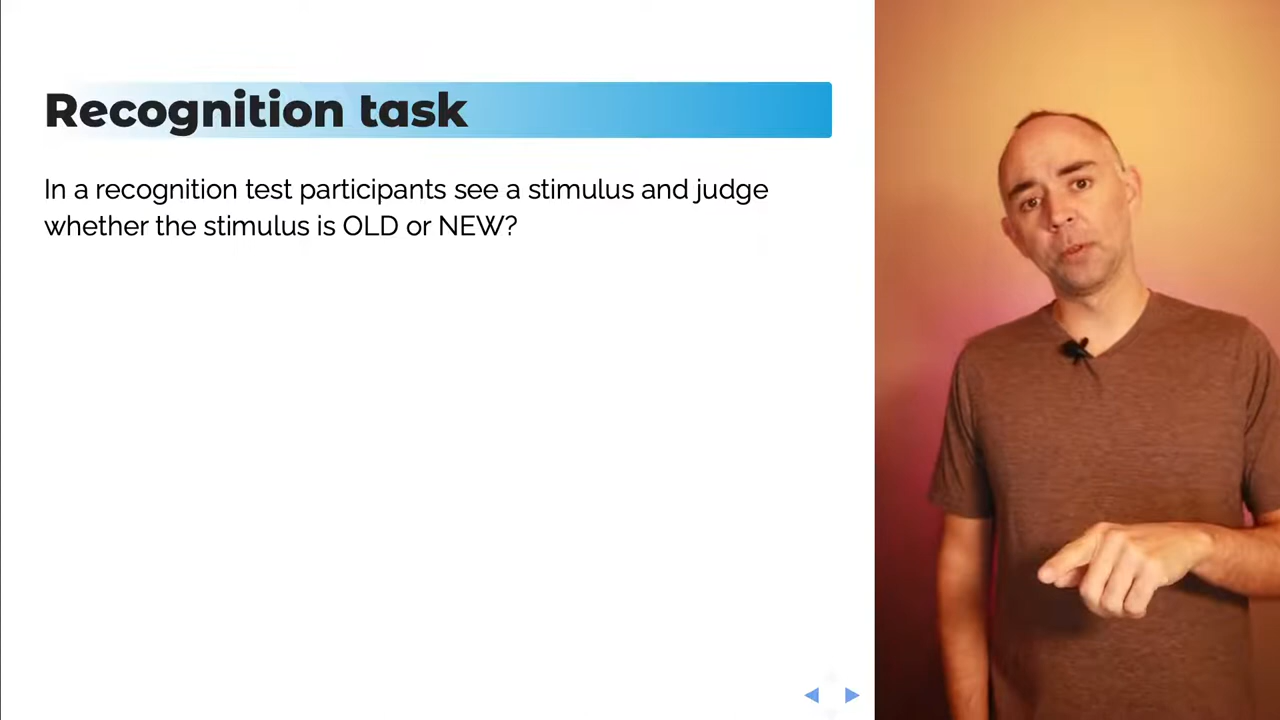 Recognition task
In a recognition test participants see a stimulus and judge
whether the stimulus is OLD or NEW?